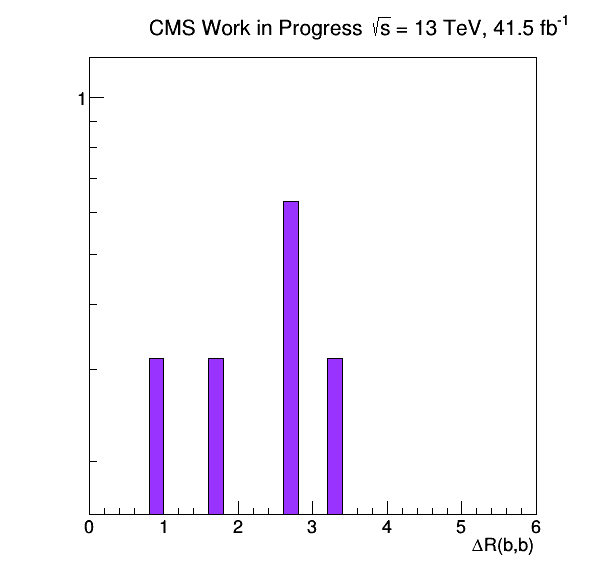 CMS Work in Progress √s = 13 TeV, 41.5 fb⁻¹
1
0 1 2 3 4 5 6
ΔR(b,b)